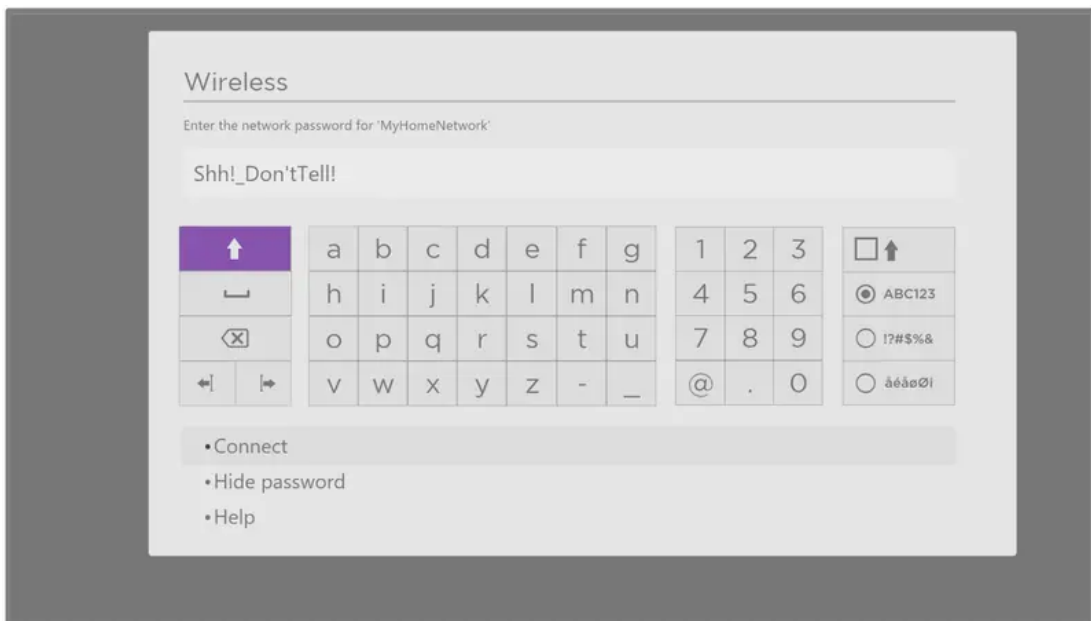 Wireless
Enter the network password for 'MyHomeNetwork'
Shh!_Don'tTell!
a b c d e f g 1 2 3
h i j k l m n 4 5 6 ABC123
o p q r s t u 7 8 9 !?#$%&
v w x y z - _ @ . 0 åéåøØi
•Connect
•Hide password
•Help